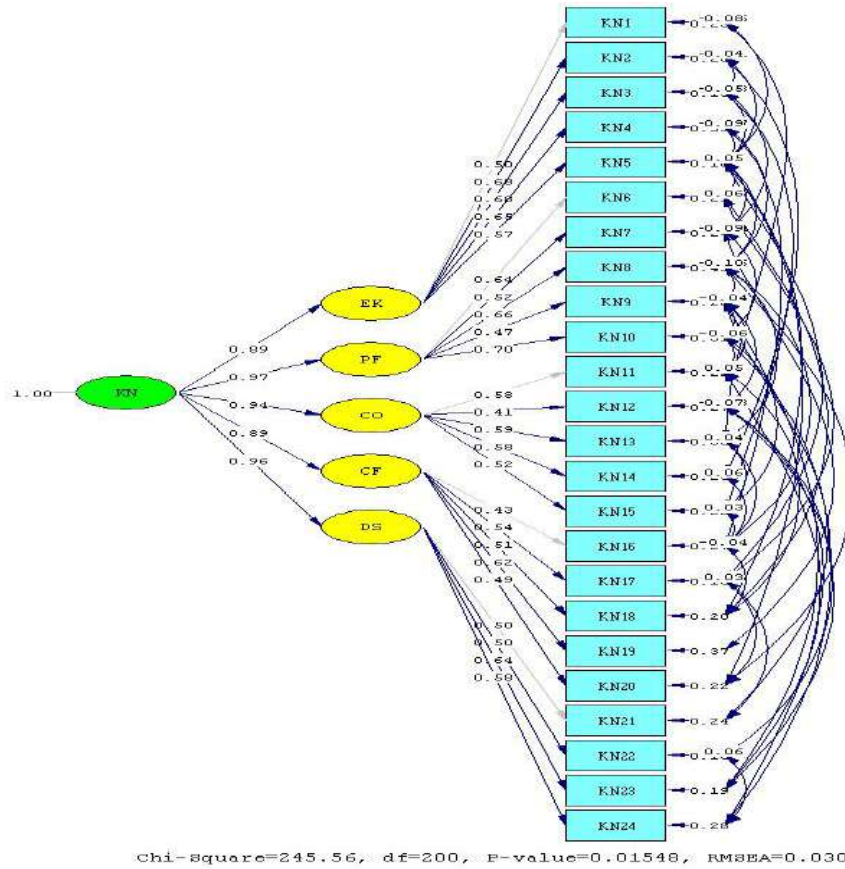 KN1
-0.08
KN2
-0.04
KN3
-0.05
KN4
-0.09
0.50
KN5
-0.05
0.68
0.68
KN6
-0.06
0.65
0.57
KN7
-0.09
KN8
-0.10
0.64
EK
0.52
KN9
-0.04
0.66
0.89
0.47
KN10
-0.06
PF
0.70
0.97
KN11
-0.05
1.00
KN
0.58
0.94
0.41
KN12
-0.07
CO
0.59
0.89
0.58
KN13
-0.04
0.96
0.52
CF
KN14
-0.06
0.43
KN15
-0.03
DS
0.54
0.51
KN16
-0.04
0.62
0.49
KN17
-0.03
KN18
0.20
0.50
0.50
KN19
0.37
0.64
0.58
KN20
0.22
KN21
0.24
KN22
-0.06
KN23
0.19
KN24
0.28
Chi-Square=245.56, df=200, P-value=0.01548, RMSEA=0.030